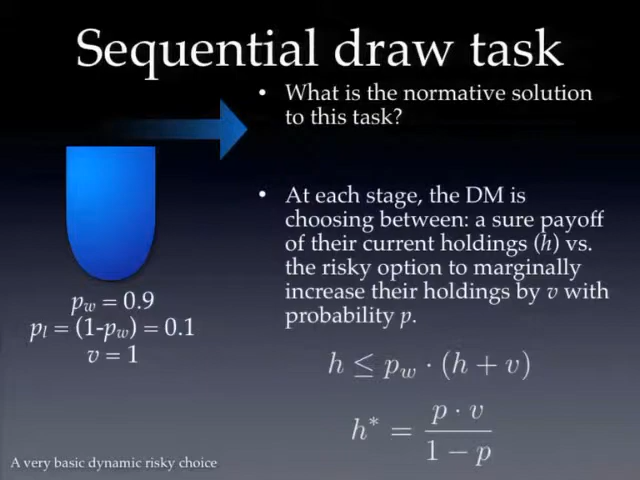 Sequential draw task
• What is the normative solution
to this task?
• At each stage, the DM is
choosing between: a sure payoff
of their current holdings (h) vs.
the risky option to marginally
increase their holdings by v with
probability p.
p_w = 0.9
p_l = (1-p_w) = 0.1
v = 1
h ≤ p_w · (h + v)
h* = \frac{p · v}{1 − p}
A very basic dynamic risky choice